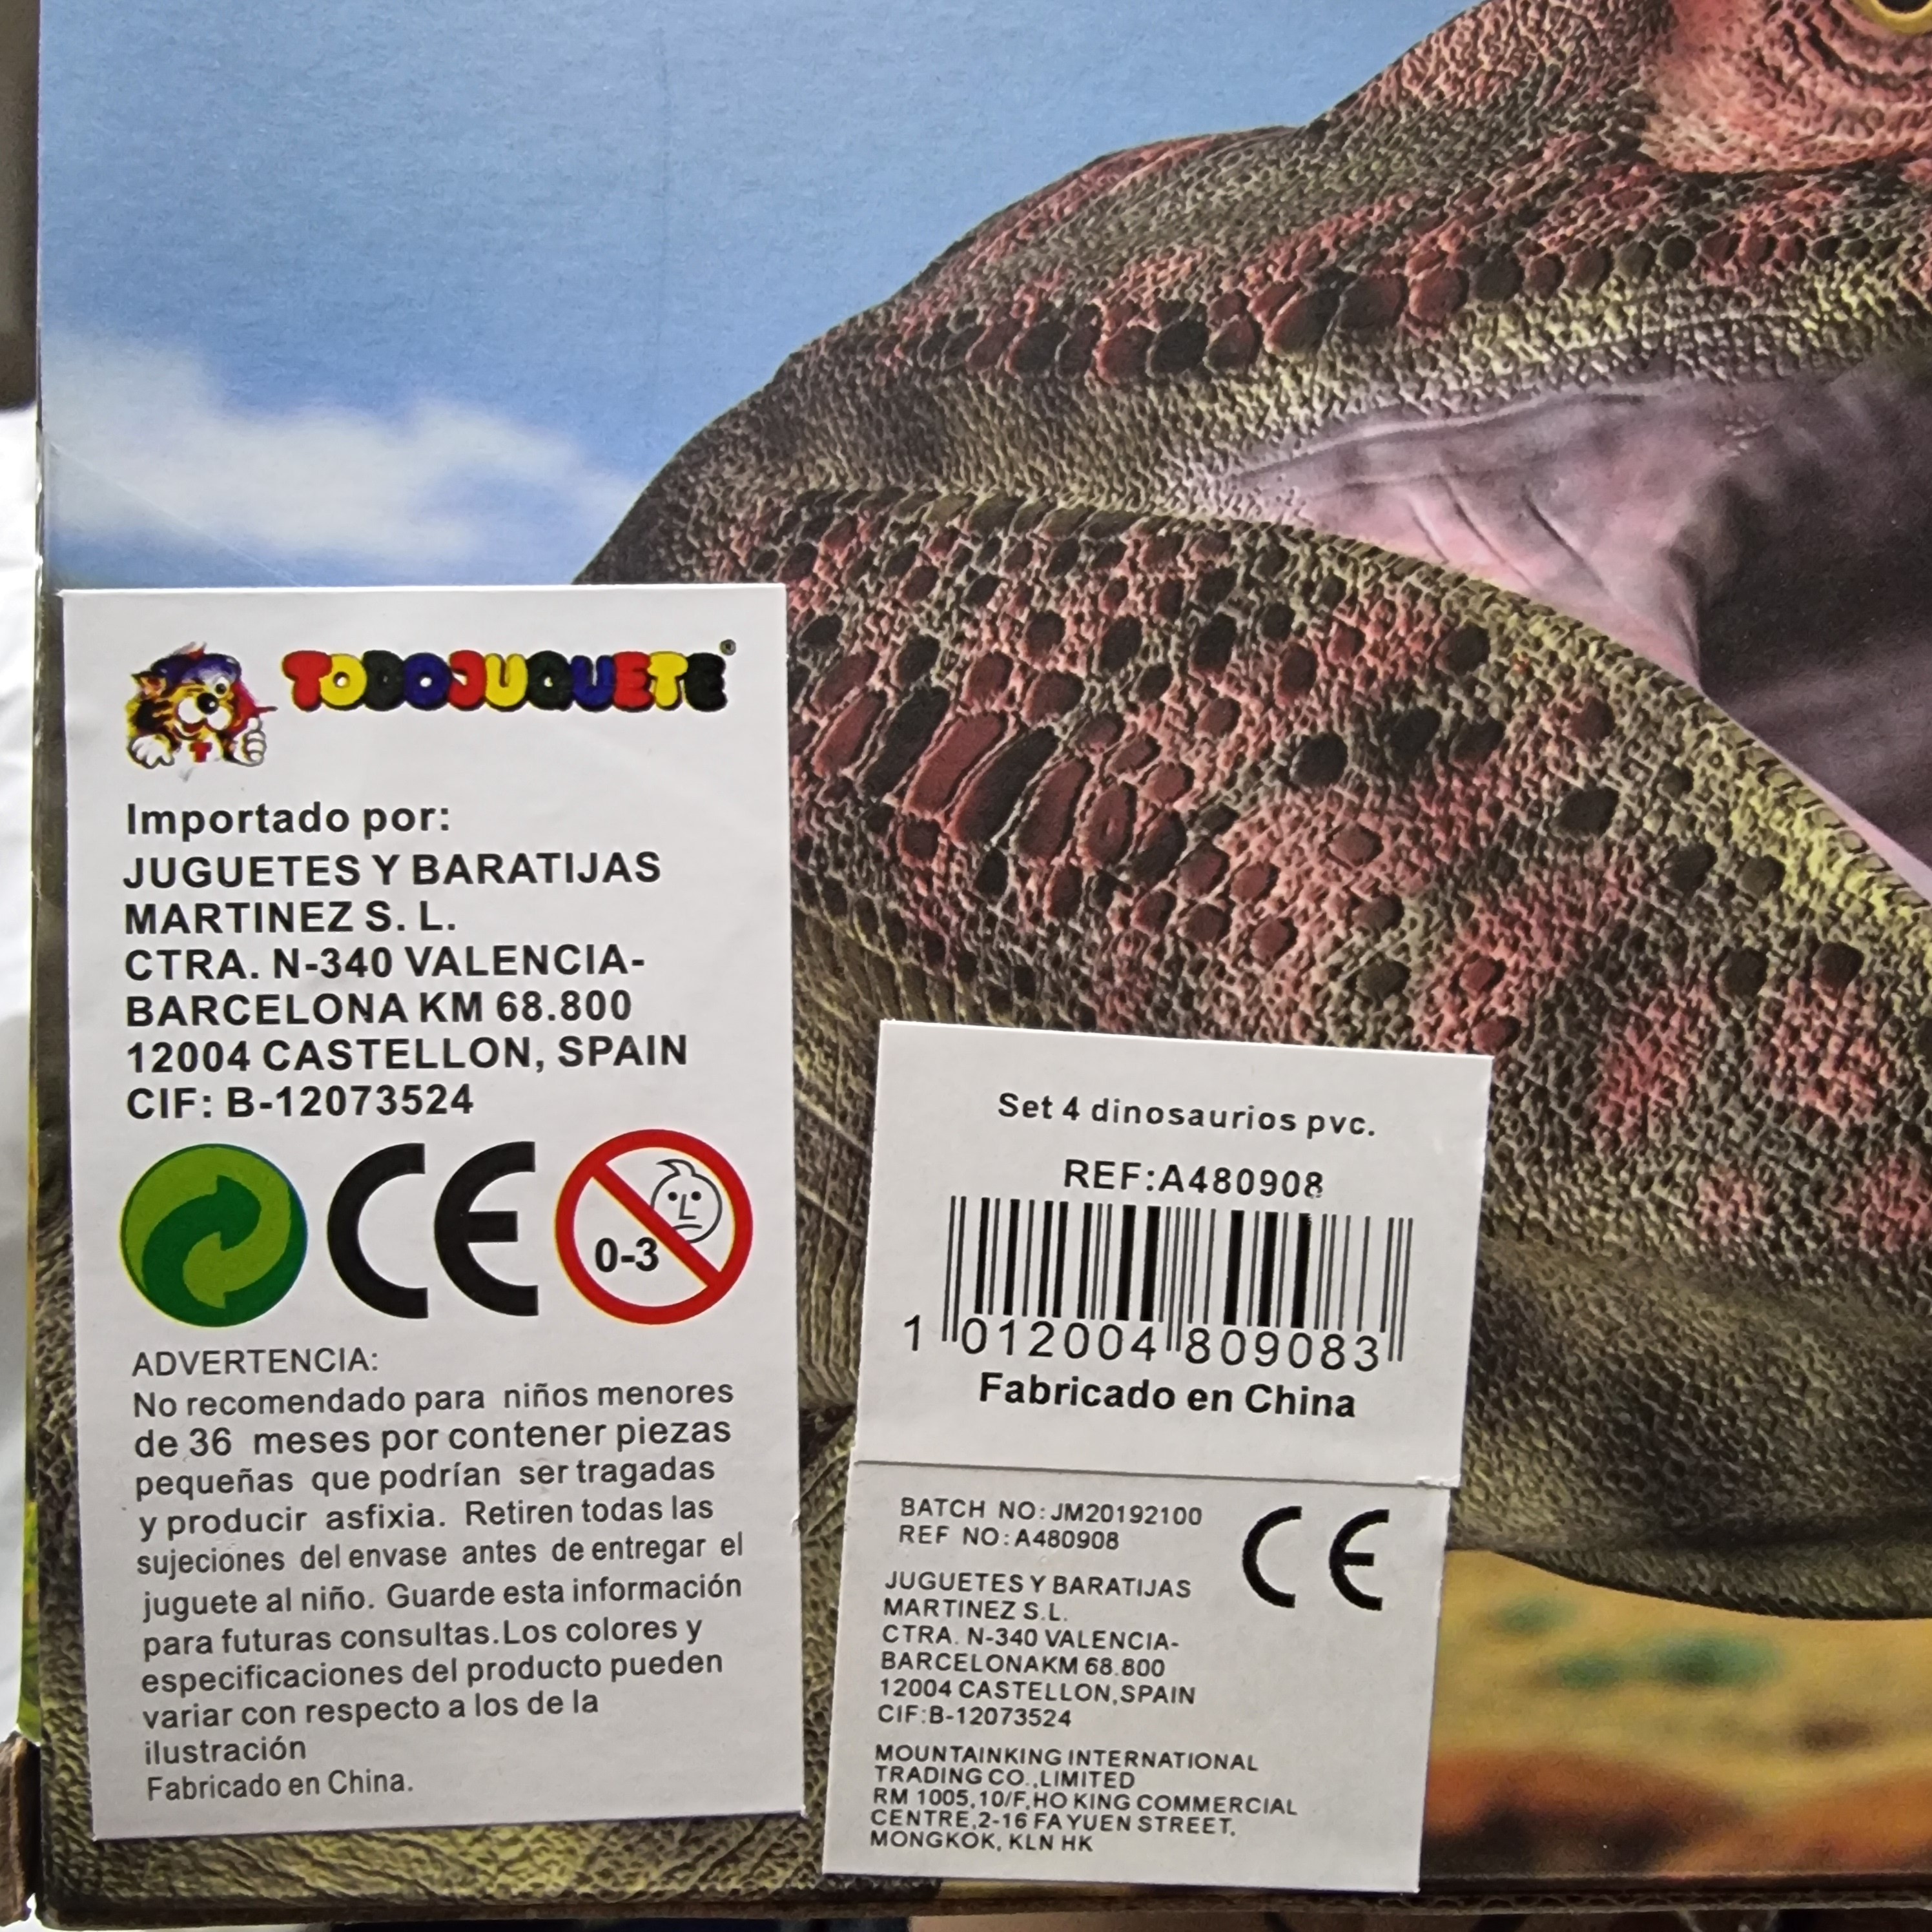 TODOJUGUETE®
Importado por:
JUGUETES Y BARATIJAS
MARTINEZ S. L.
CTRA. N-340 VALENCIA-
BARCELONA KM 68.800
12004 CASTELLON, SPAIN
CIF: B-12073524
CE
0-3
ADVERTENCIA:
No recomendado para niños menores
de 36 meses por contener piezas
pequeñas que podrían ser tragadas
y producir asfixia. Retiren todas las
sujeciones del envase antes de entregar el
juguete al niño. Guarde esta información
para futuras consultas.Los colores y
especificaciones del producto pueden
variar con respecto a los de la
ilustración
Fabricado en China.
Set 4 dinosaurios pvc.
REF:A480908
1 012004 809083
Fabricado en China
BATCH NO:JM20192100
REF NO:A480908
CE
JUGUETES Y BARATIJAS
MARTINEZ S.L.
CTRA. N-340 VALENCIA-
BARCELONAKM 68.800
12004 CASTELLON,SPAIN
CIF:B-12073524
MOUNTAINKING INTERNATIONAL
TRADING CO.,LIMITED
RM 1005,10/F,HO KING COMMERCIAL
CENTRE,2-16 FA YUEN STREET,
MONGKOK, KLN HK